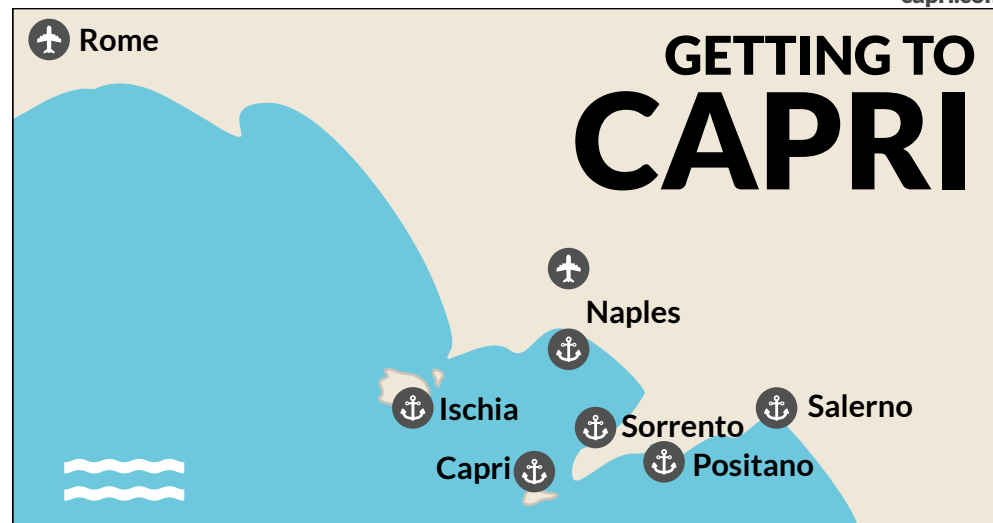 Rome
GETTING TO
CAPRI
Naples
Ischia
Salerno
Sorrento
Capri
Positano